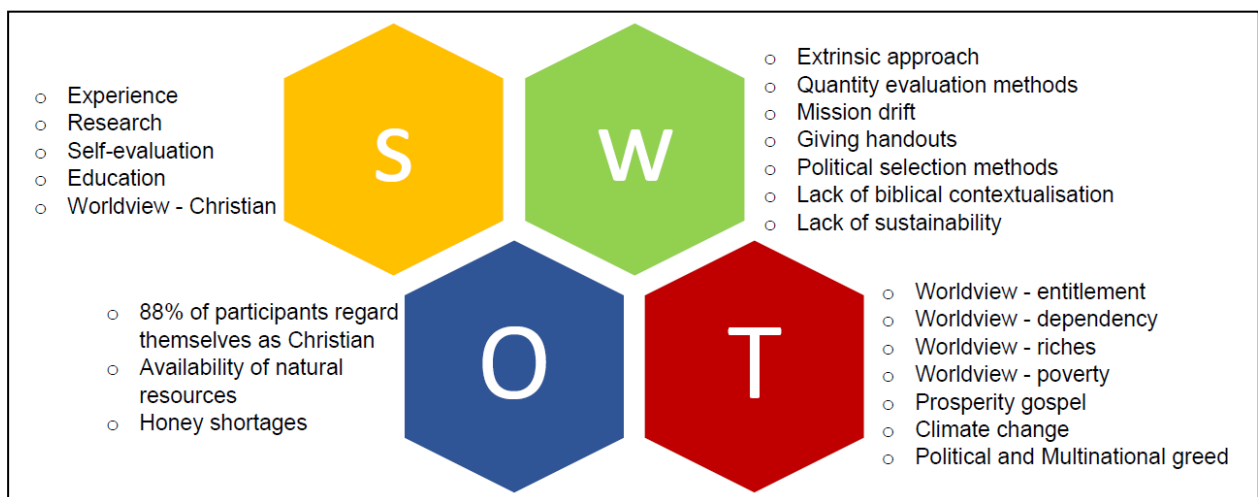 S
○ Experience
○ Research
○ Self-evaluation
○ Education
○ Worldview - Christian
W
○ Extrinsic approach
○ Quantity evaluation methods
○ Mission drift
○ Giving handouts
○ Political selection methods
○ Lack of biblical contextualisation
○ Lack of sustainability
O
○ 88% of participants regard
themselves as Christian
○ Availability of natural
resources
○ Honey shortages
T
○ Worldview - entitlement
○ Worldview - dependency
○ Worldview - riches
○ Worldview - poverty
○ Prosperity gospel
○ Climate change
○ Political and Multinational greed